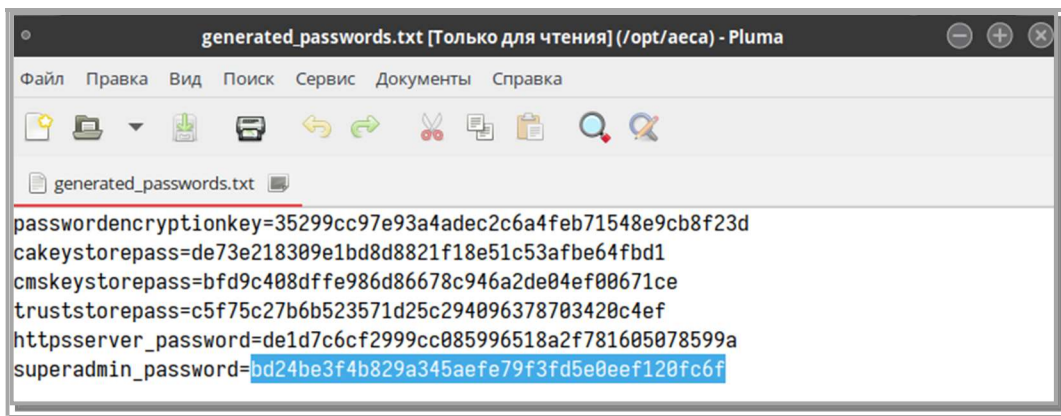 generated_passwords.txt [Только для чтения] (/opt/aeca) - Pluma
Файл Правка Вид Поиск Сервис Документы Справка
generated_passwords.txt
passwordencryptionkey=35299cc97e93a4adec2c6a4feb71548e9cb8f23d
cakeystorepass=de73e218309e1bd8d8821f18e51c53afbe64fbd1
cmskeystorepass=bfd9c408dffe986d86678c946a2de04ef00671ce
truststorepass=c5f75c27b6b523571d25c294096378703420c4ef
httpsserver_password=de1d7c6cf2999cc085996518a2f781605078599a
superadmin_password=bd24be3f4b829a345aefe79f3fd5e0eef120fc6f